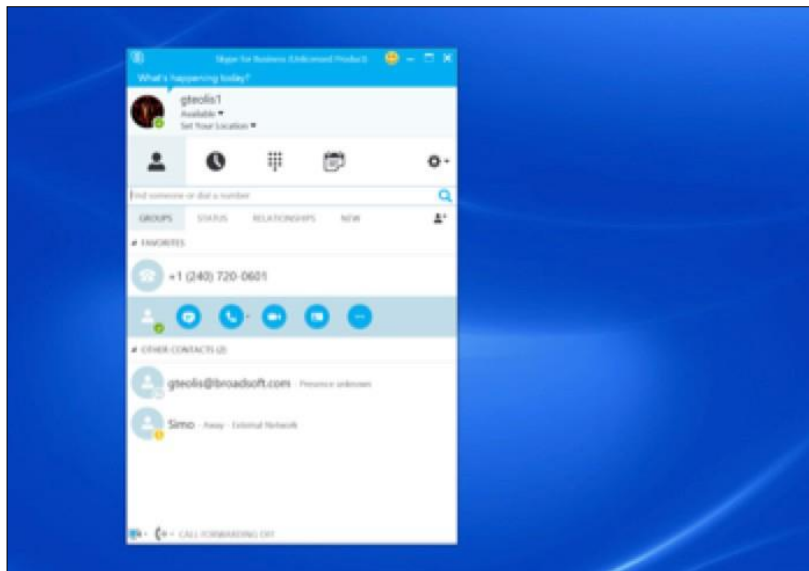 Skype for Business (Unlicensed Product)
What's happening today?
gteolis1
Available
Set Your Location
Find someone or dial a number
GROUPS STATUS RELATIONSHIPS NEW
FAVORITES
+1 (240) 720-0601
OTHER CONTACTS (2)
gteolis@broadsoft.com - Presence unknown
Simo - Away - External Network
CALL FORWARDING OFF